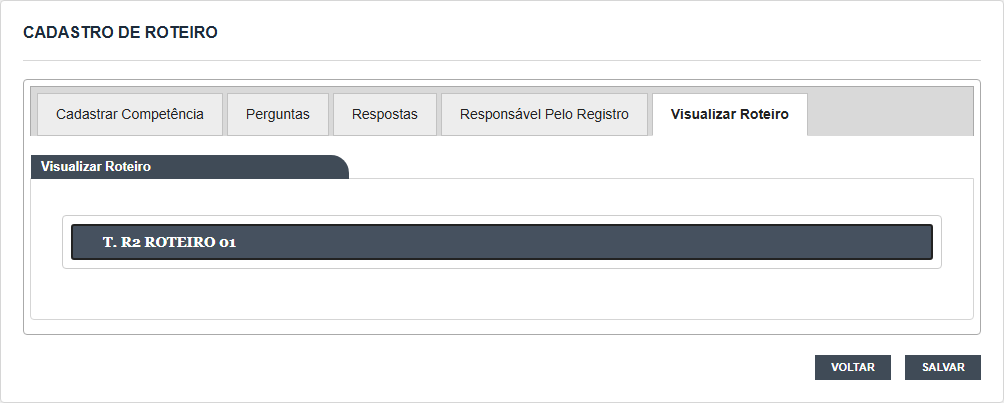 CADASTRO DE ROTEIRO
Cadastrar Competência Perguntas Respostas Responsável Pelo Registro Visualizar Roteiro
Visualizar Roteiro
T. R2 ROTEIRO 01
VOLTAR SALVAR